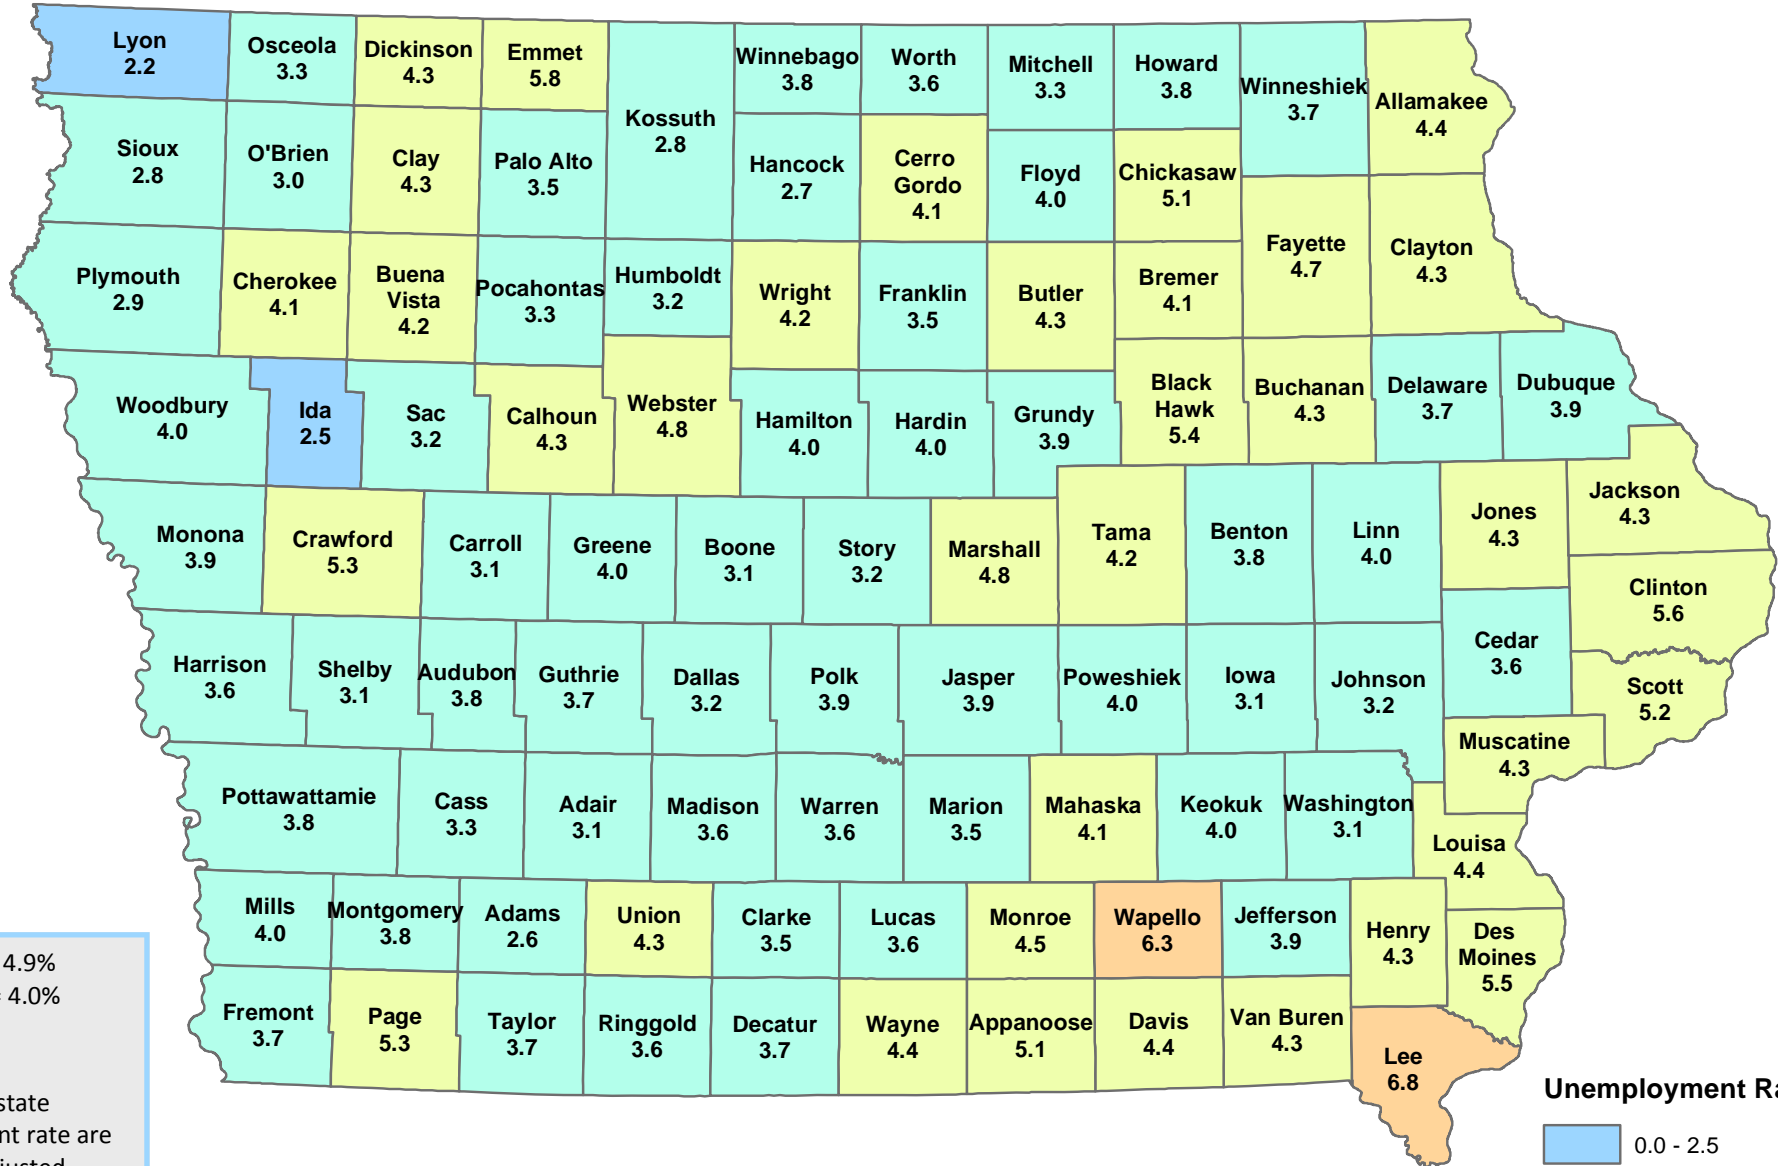 Lyon
2.2
Osceola
3.3
Dickinson
4.3
Emmet
5.8
Kossuth
2.8
Winnebago
3.8
Worth
3.6
Mitchell
3.3
Howard
3.8
Winneshiek
3.7
Allamakee
4.4
Sioux
2.8
O'Brien
3.0
Clay
4.3
Palo Alto
3.5
Hancock
2.7
Cerro
Gordo
4.1
Floyd
4.0
Chickasaw
5.1
Plymouth
2.9
Cherokee
4.1
Buena
Vista
4.2
Pocahontas
3.3
Humboldt
3.2
Wright
4.2
Franklin
3.5
Butler
4.3
Bremer
4.1
Fayette
4.7
Clayton
4.3
Woodbury
4.0
Ida
2.5
Sac
3.2
Calhoun
4.3
Webster
4.8
Hamilton
4.0
Hardin
4.0
Grundy
3.9
Black
Hawk
5.4
Buchanan
4.3
Delaware
3.7
Dubuque
3.9
Monona
3.9
Crawford
5.3
Carroll
3.1
Greene
4.0
Boone
3.1
Story
3.2
Marshall
4.8
Tama
4.2
Benton
3.8
Linn
4.0
Jones
4.3
Jackson
4.3
Clinton
5.6
Harrison
3.6
Shelby
3.1
Audubon
3.8
Guthrie
3.7
Dallas
3.2
Polk
3.9
Jasper
3.9
Poweshiek
4.0
Iowa
3.1
Johnson
3.2
Cedar
3.6
Scott
5.2
Muscatine
4.3
Pottawattamie
3.8
Cass
3.3
Adair
3.1
Madison
3.6
Warren
3.6
Marion
3.5
Mahaska
4.1
Keokuk
4.0
Washington
3.1
Louisa
4.4
Mills
4.0
Montgomery
3.8
Adams
2.6
Union
4.3
Clarke
3.5
Lucas
3.6
Monroe
4.5
Wapello
6.3
Jefferson
3.9
Henry
4.3
Des
Moines
5.5
Fremont
3.7
Page
5.3
Taylor
3.7
Ringgold
3.6
Decatur
3.7
Wayne
4.4
Appanoose
5.1
Davis
4.4
Van Buren
4.3
Lee
6.8
4.9%
4.0%
state
nt rate are
justed
Unemployment Ra
0.0 - 2.5